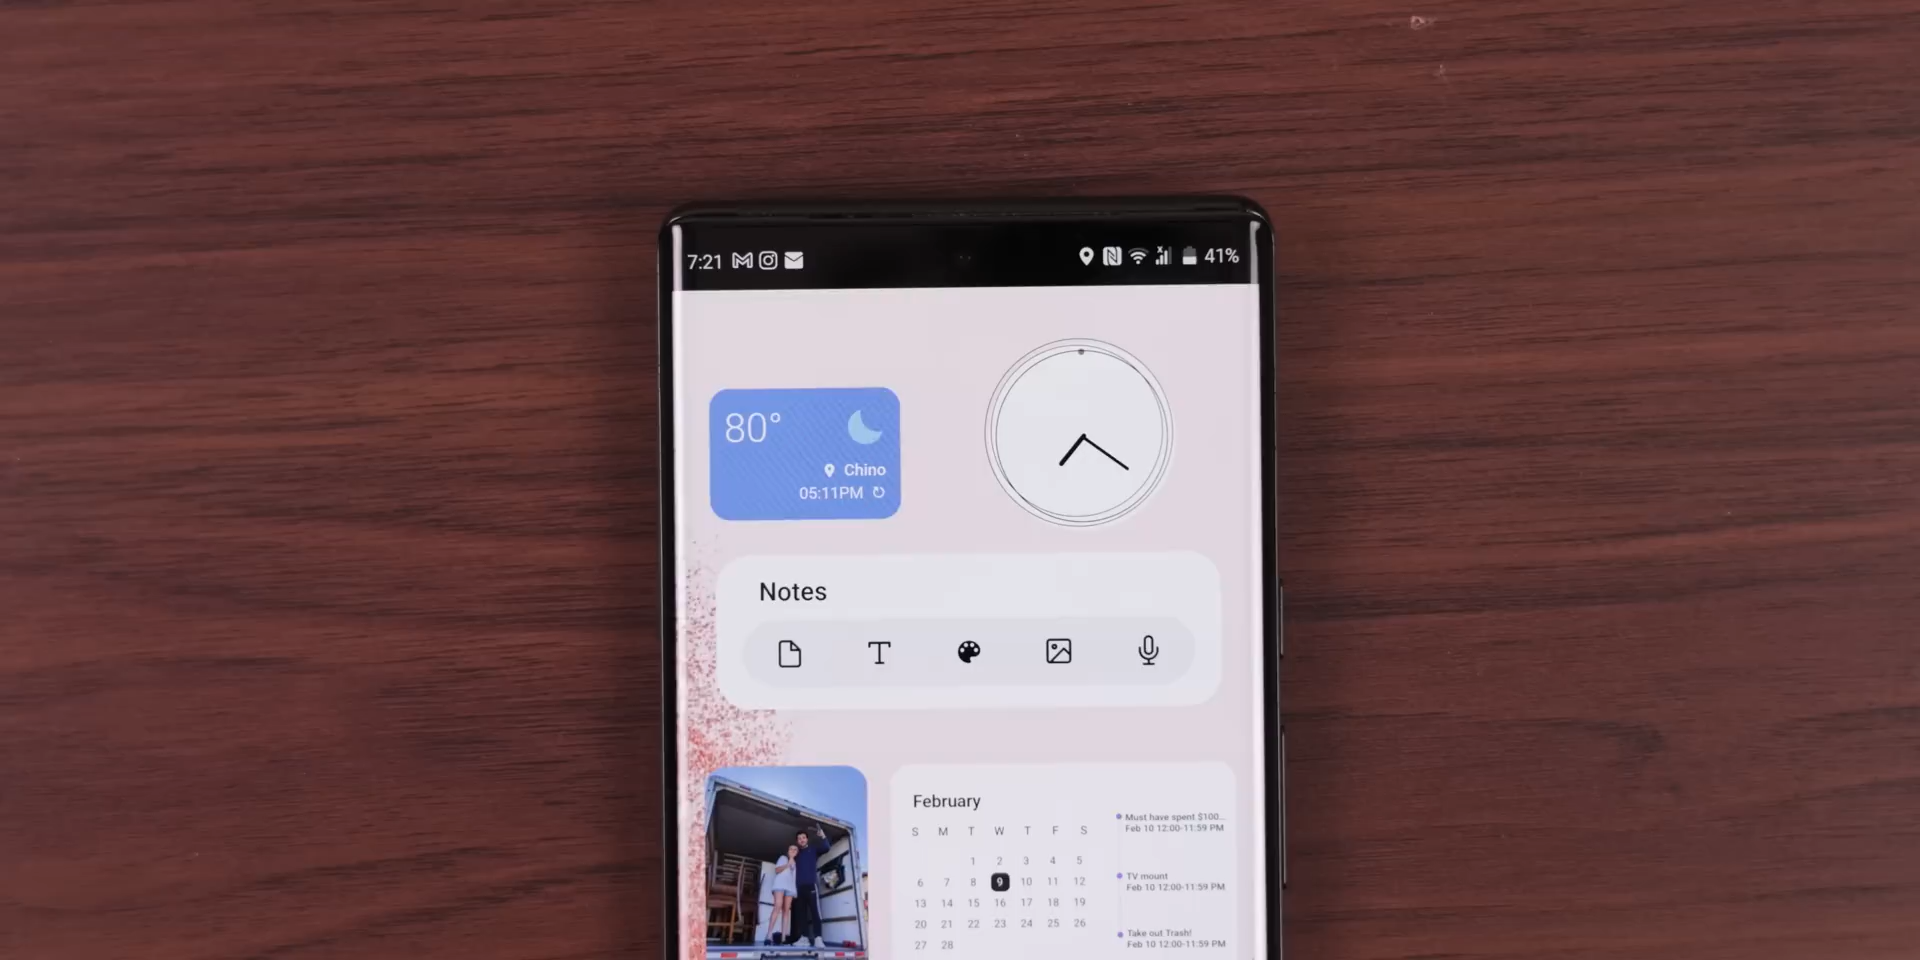 7:21
41%
80°
Chino
05:11PM
Notes
February
S M T W T F S
1 2 3 4 5
6 7 8 9 10 11 12
13 14 15 16 17 18 19
20 21 22 23 24 25 26
27 28
Must have spent $100...
Feb 10 12:00-11:59 PM
TV mount
Feb 10 12:00-11:59 PM
Take out Trash!
Feb 10 12:00-11:59 PM